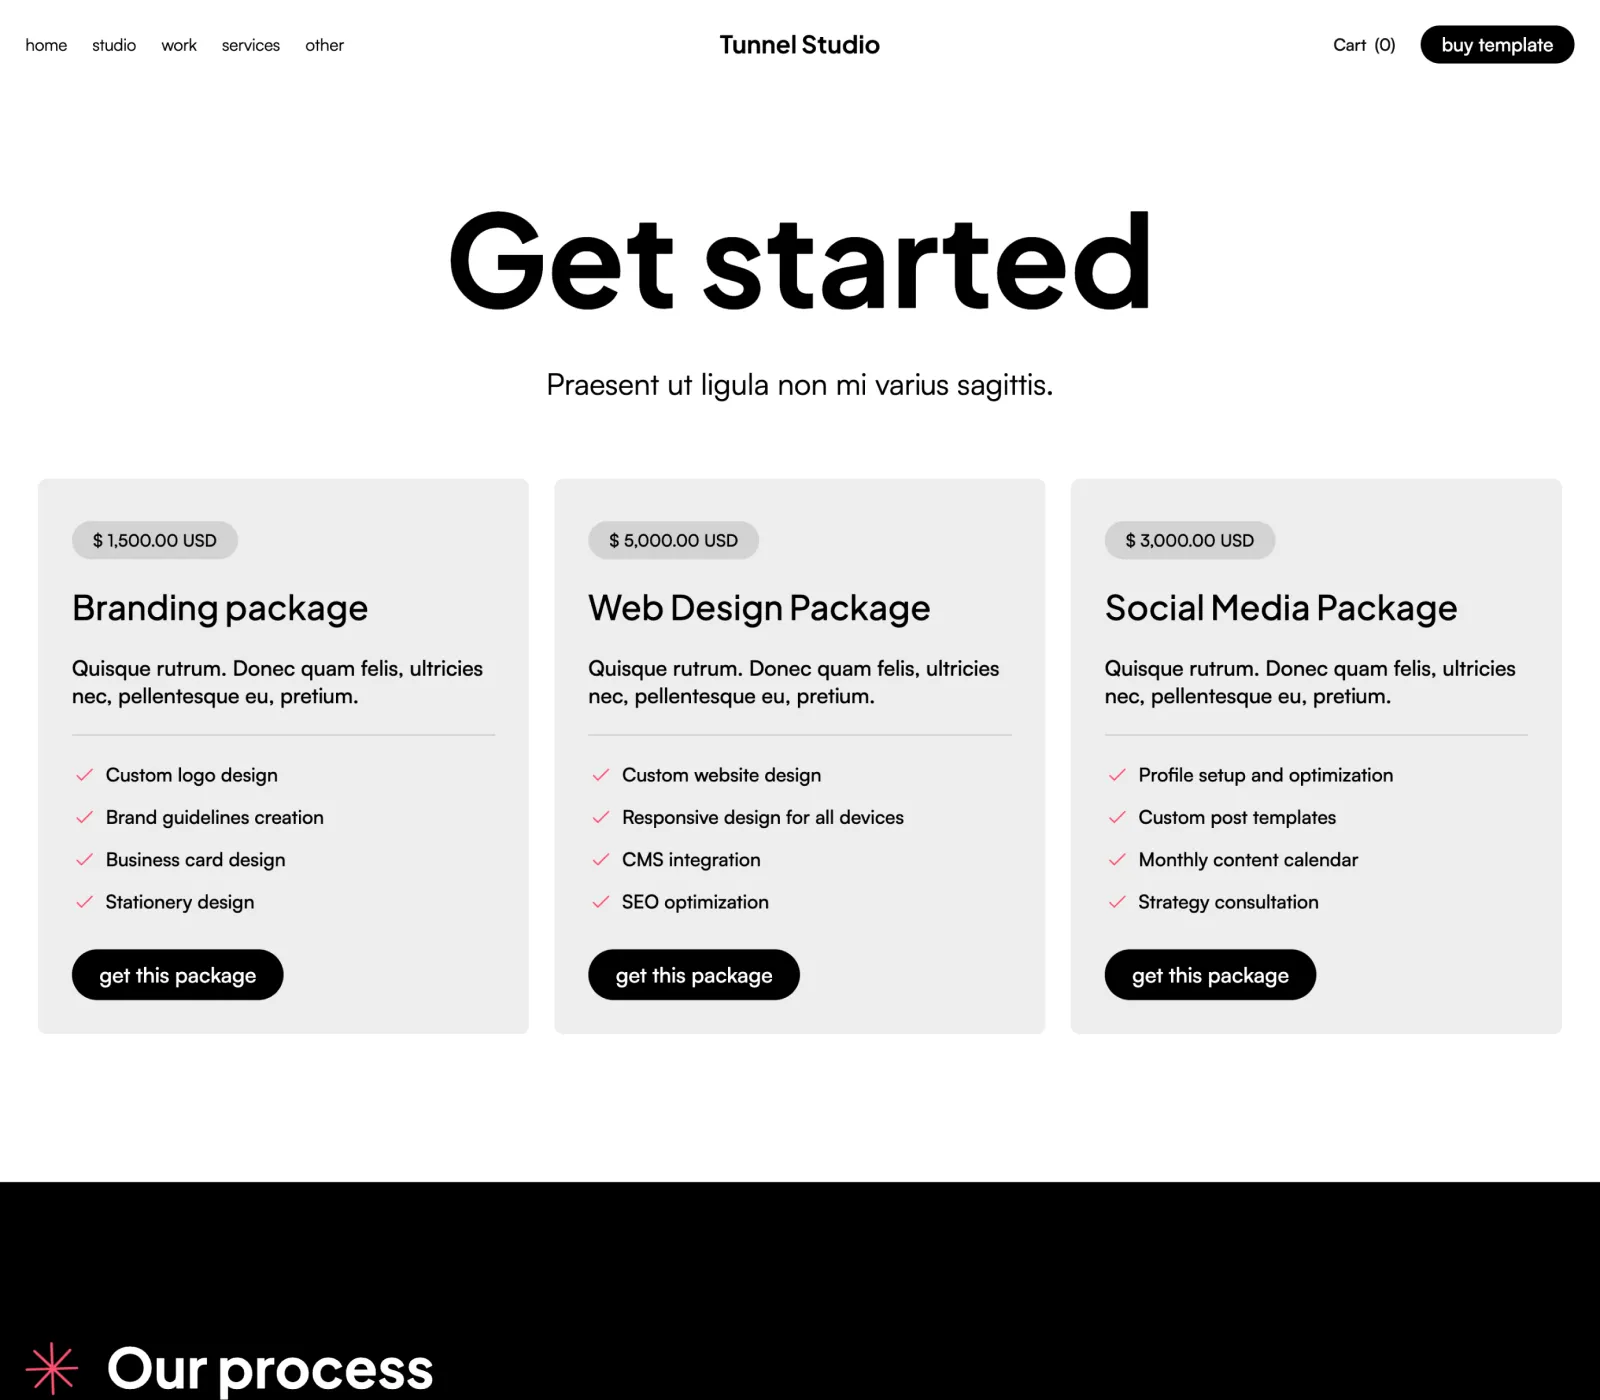 home studio work services other
Tunnel Studio
Cart (0)
buy template
Get started
Praesent ut ligula non mi varius sagittis.
$ 1,500.00 USD
Branding package
Quisque rutrum. Donec quam felis, ultricies
nec, pellentesque eu, pretium.
Custom logo design
Brand guidelines creation
Business card design
Stationery design
get this package
$ 5,000.00 USD
Web Design Package
Quisque rutrum. Donec quam felis, ultricies
nec, pellentesque eu, pretium.
Custom website design
Responsive design for all devices
CMS integration
SEO optimization
get this package
$ 3,000.00 USD
Social Media Package
Quisque rutrum. Donec quam felis, ultricies
nec, pellentesque eu, pretium.
Profile setup and optimization
Custom post templates
Monthly content calendar
Strategy consultation
get this package
Our process